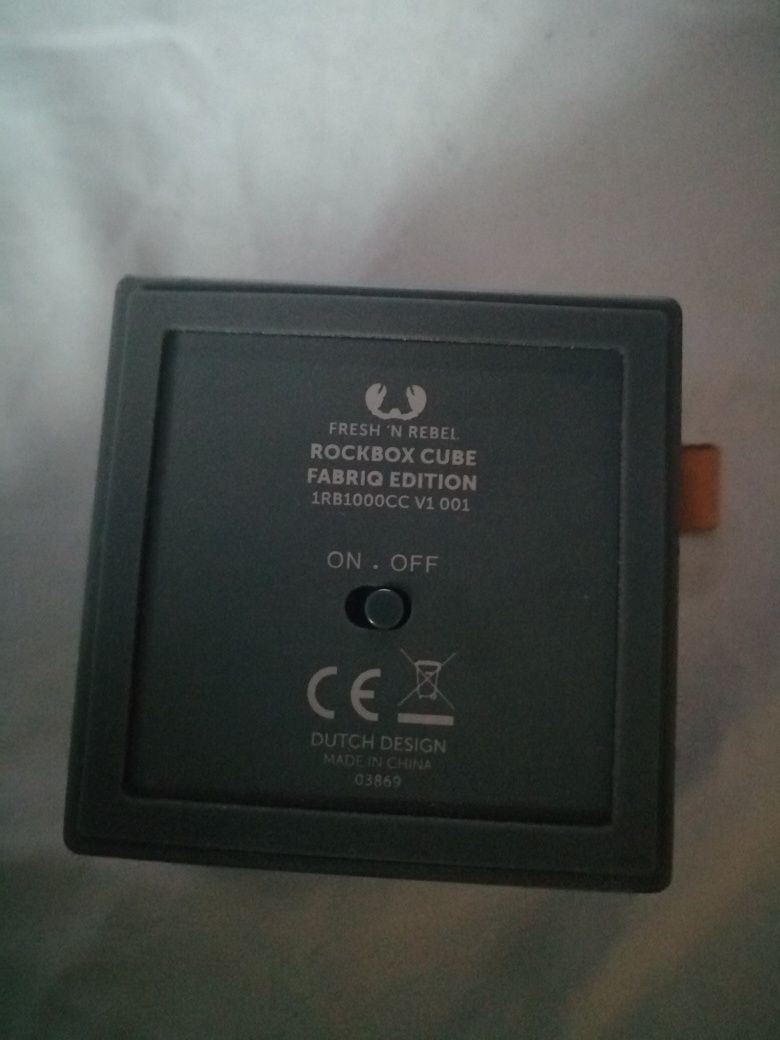 FRESH 'N REBEL
ROCKBOX CUBE
FABRIQ EDITION
1RB1000CC V1 001
ON . OFF
CE
DUTCH DESIGN
MADE IN CHINA
03869